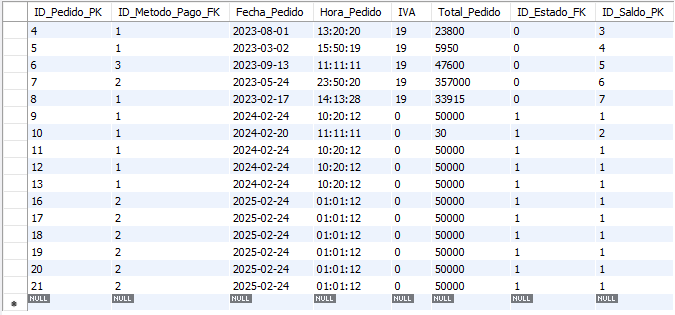 ID_Pedido_PK ID_Metodo_Pago_FK Fecha_Pedido Hora_Pedido IVA Total_Pedido ID_Estado_FK ID_Saldo_PK
4 1 2023-08-01 13:20:20 19 23800 0 3
5 1 2023-03-02 15:50:19 19 5950 0 4
6 3 2023-09-13 11:11:11 19 47600 0 5
7 2 2023-05-24 23:50:20 19 357000 0 6
8 1 2023-02-17 14:13:28 19 33915 0 7
9 1 2024-02-24 10:20:12 0 50000 1 1
10 1 2024-02-20 11:11:11 0 30 1 2
11 1 2024-02-24 10:20:12 0 50000 1 1
12 1 2024-02-24 10:20:12 0 50000 1 1
13 1 2024-02-24 10:20:12 0 50000 1 1
16 2 2025-02-24 01:01:12 0 50000 1 1
17 2 2025-02-24 01:01:12 0 50000 1 1
18 2 2025-02-24 01:01:12 0 50000 1 1
19 2 2025-02-24 01:01:12 0 50000 1 1
20 2 2025-02-24 01:01:12 0 50000 1 1
21 2 2025-02-24 01:01:12 0 50000 1 1
NULL NULL NULL NULL NULL NULL NULL NULL